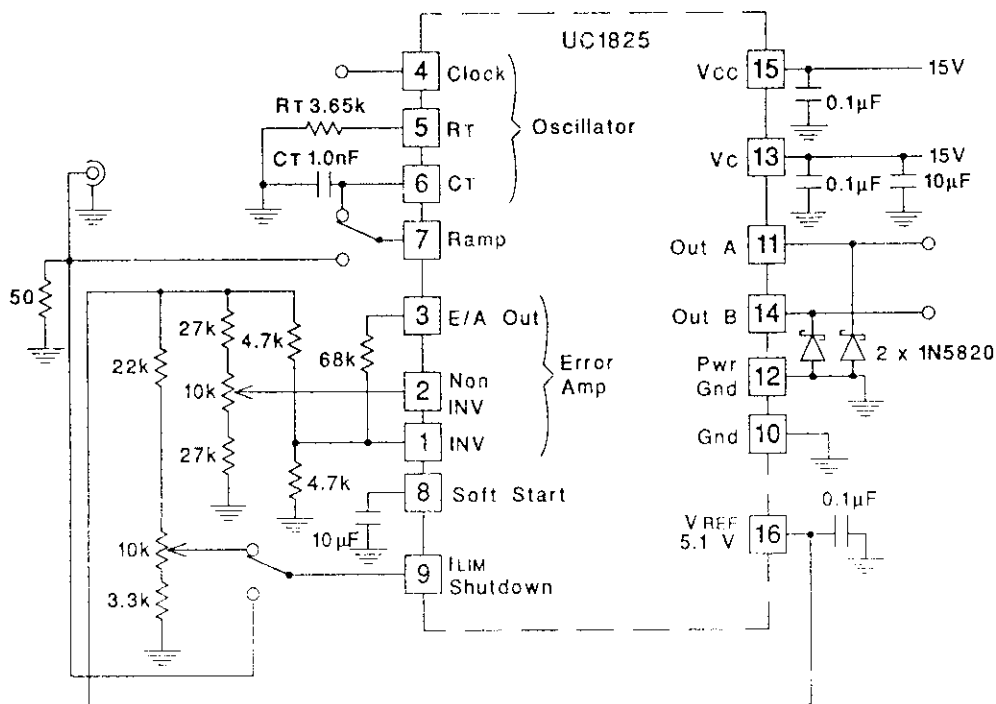 UC1825
4 Clock
RT 3.65k
5 RT
Oscillator
CT 1.0nF
6 CT
7 Ramp
50
3 E/A Out
27k
4.7k
68k
22k
10k
2 Non INV
Error Amp
27k
4.7k
1 INV
8 Soft Start
10µF
10k
9 ILIM Shutdown
3.3k
Vcc 15
15V
0.1µF
Vc 13
15V
0.1µF
10µF
Out A 11
Out B 14
2 x 1N5820
Pwr Gnd 12
Gnd 10
0.1µF
VREF 5.1 V 16